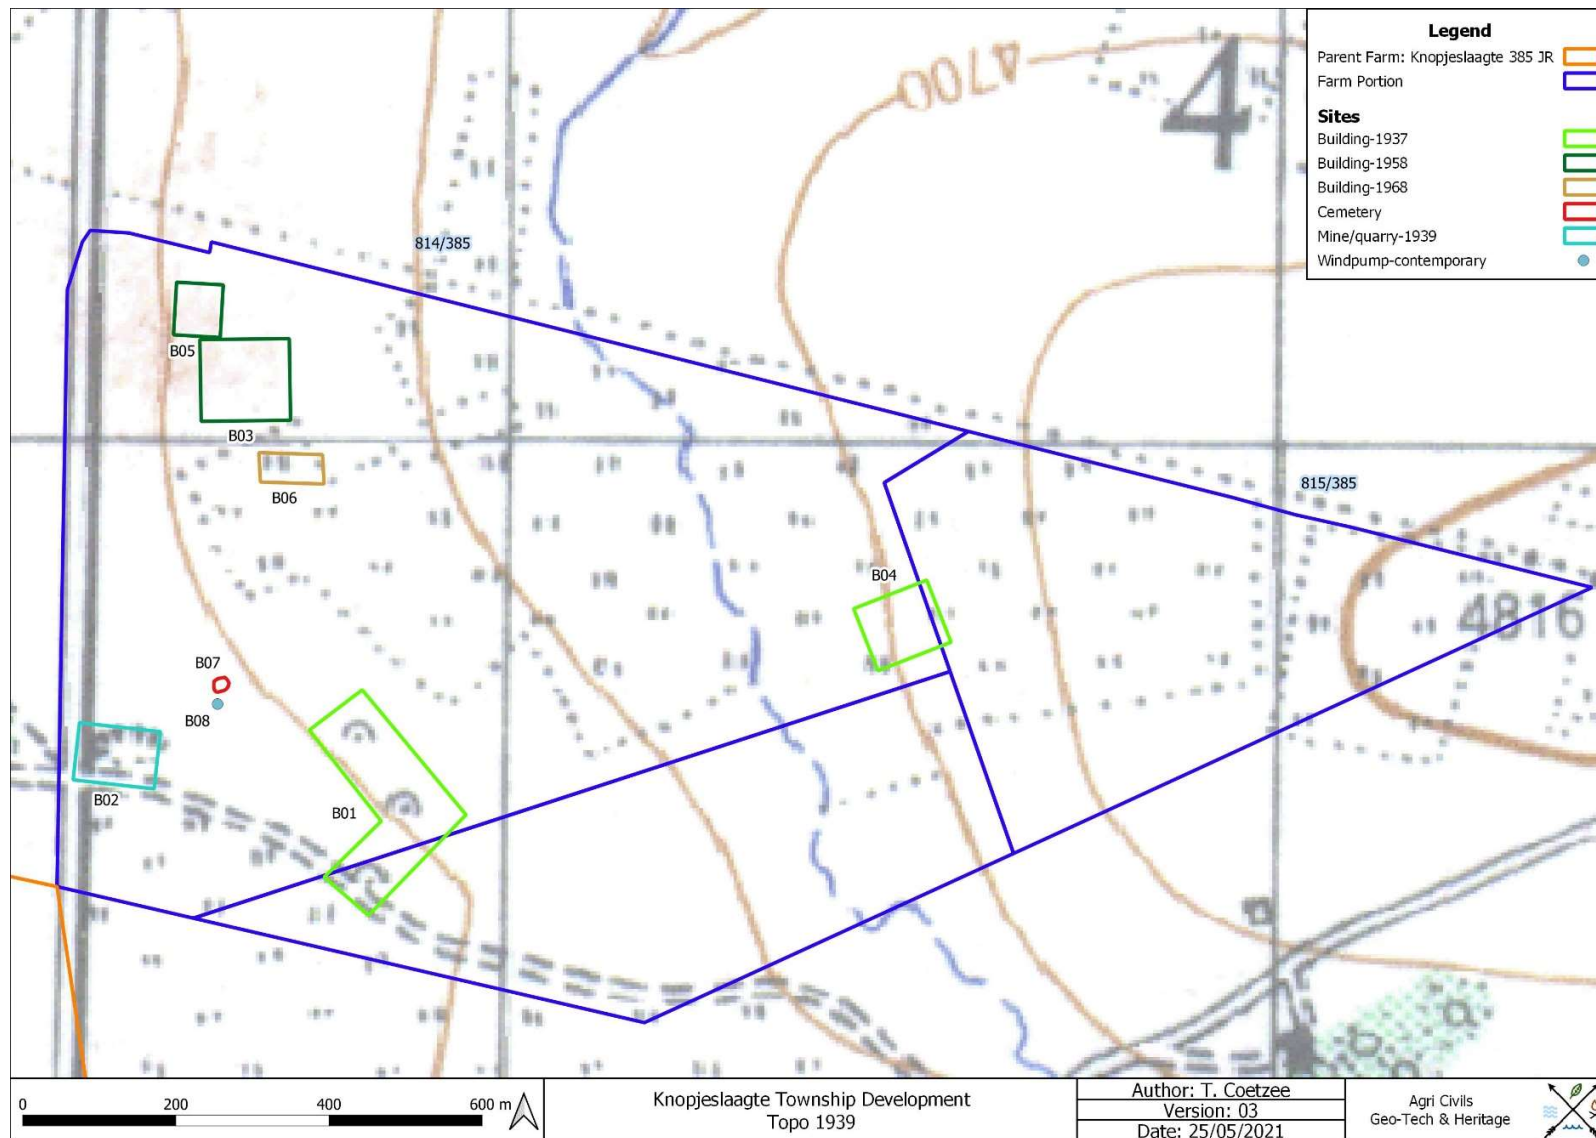 Legend
Parent Farm: Knopjeslaagte 385 JR
Farm Portion
Sites
Building-1937
Building-1958
Building-1968
Cemetery
Mine/quarry-1939
Windpump-contemporary
4700
4
814/385
B05
B03
B06
815/385
B04
4816
B07
B08
B02
B01
0 200 400 600 m
Knopjeslaagte Township Development
Topo 1939
Author: T. Coetzee
Version: 03
Date: 25/05/2021
Agri Civils
Geo-Tech & Heritage